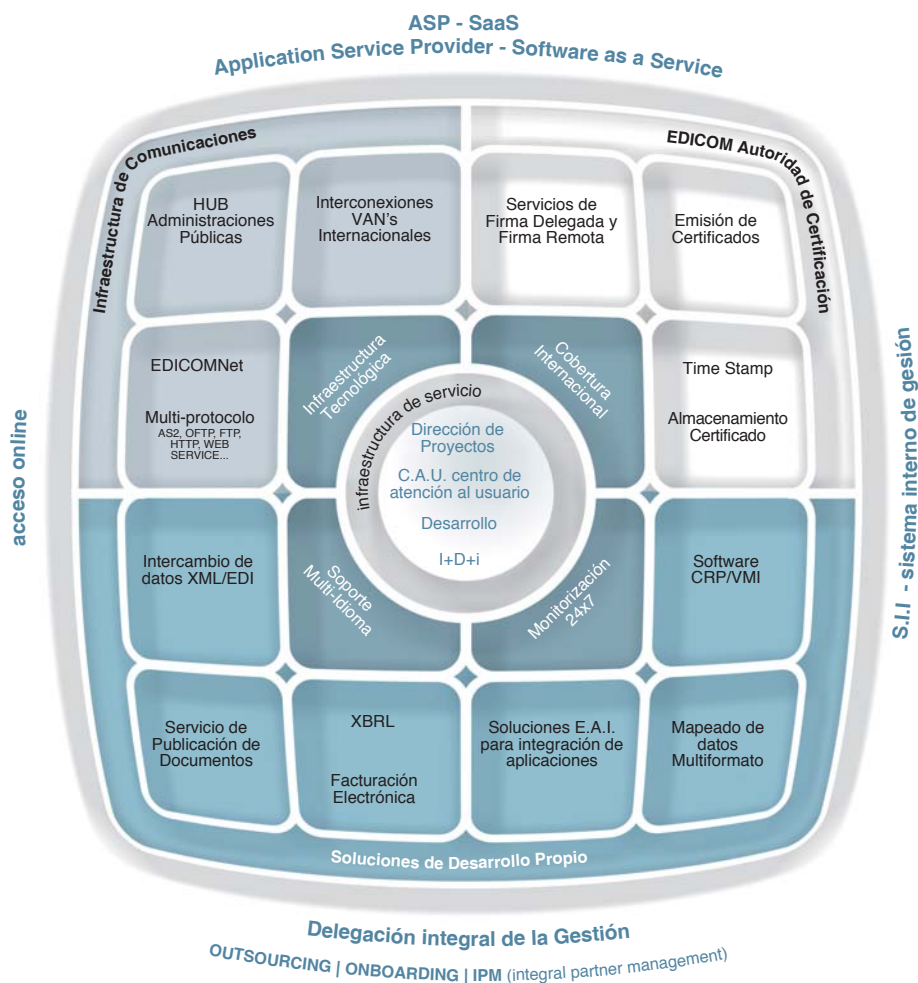 ASP - SaaS
Application Service Provider - Software as a Service
Infraestructura de Comunicaciones
EDICOM Autoridad de Certificación
HUB
Administraciones
Públicas
Interconexiones
VAN's
Internacionales
Servicios de
Firma Delegada y
Firma Remota
Emisión de
Certificados
EDICOMNet
Multi-protocolo
AS2, OFTP, FTP,
HTTP, WEB
SERVICE...
Infraestructura
Tecnológica
Cobertura
Internacional
Time Stamp
Almacenamiento
Certificado
infraestructura de servicio
Dirección de
Proyectos
C.A.U. centro de
atención al usuario
Desarrollo
I+D+i
acceso online
S.I.I - sistema interno de gesión
Intercambio de
datos XML/EDI
Soporte
Multi-Idioma
Monitorización
24x7
Software
CRP/VMI
Servicio de
Publicación de
Documentos
XBRL
Facturación
Electrónica
Soluciones E.A.I.
para integración de
aplicaciones
Mapeado de
datos
Multiformato
Soluciones de Desarrollo Propio
Delegación integral de la Gestión
OUTSOURCING | ONBOARDING | IPM (integral partner management)